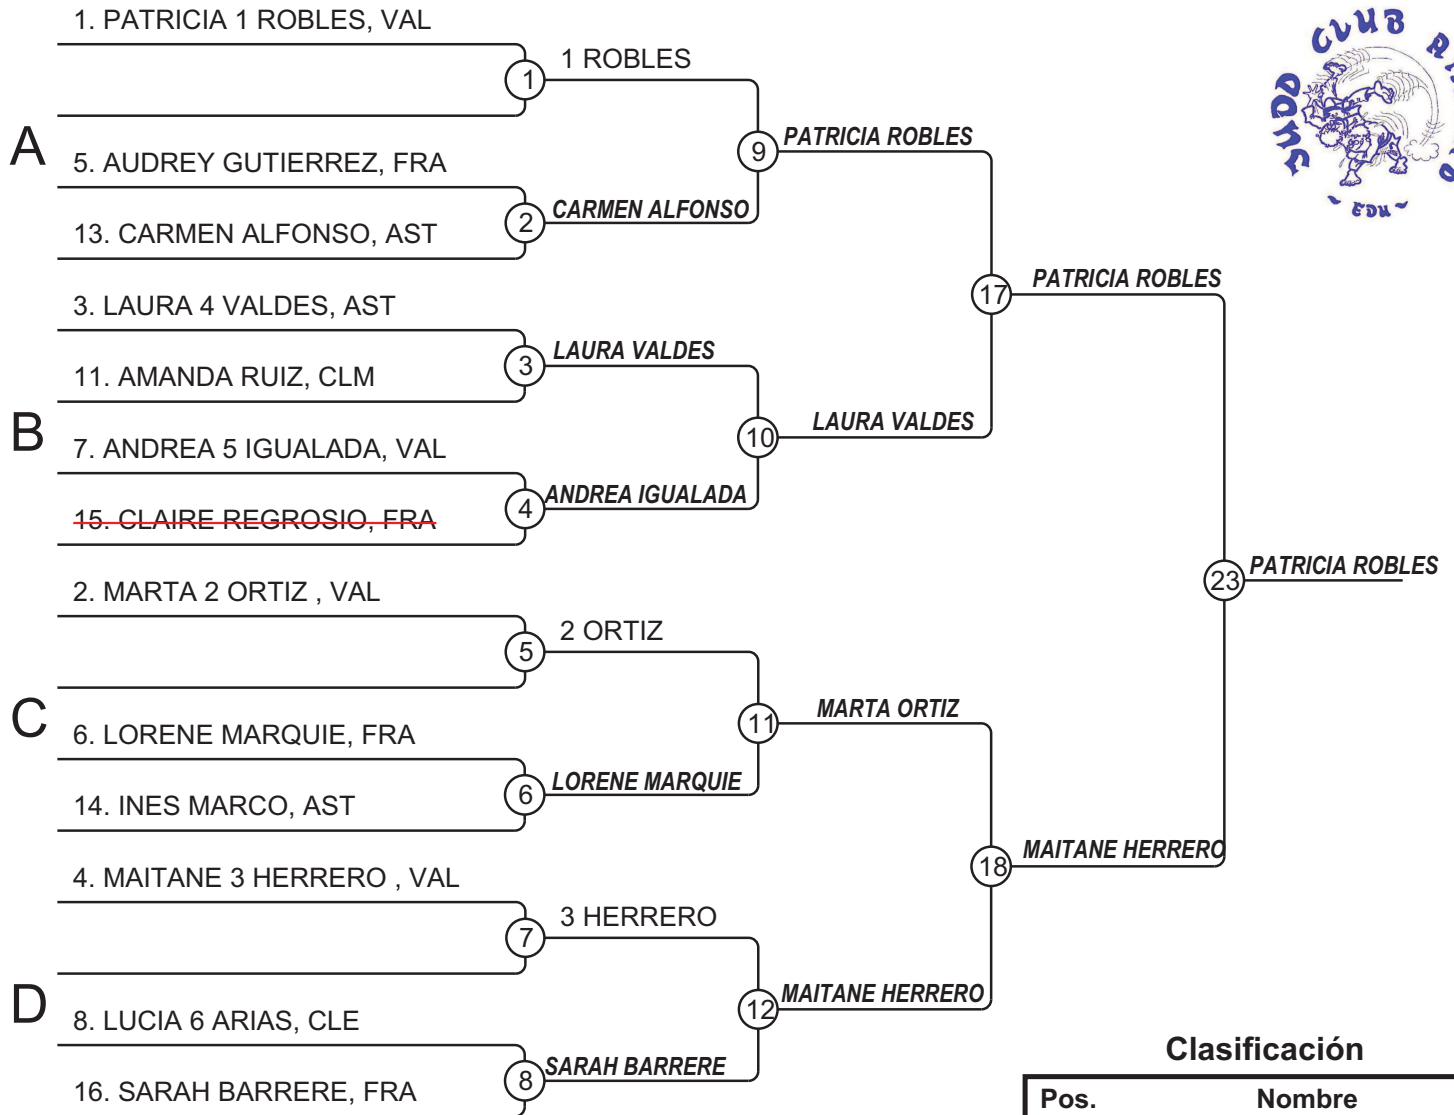 1. PATRICIA 1 ROBLES, VAL
1 ROBLES
1
A
5. AUDREY GUTIERREZ, FRA
PATRICIA ROBLES
9
2
CARMEN ALFONSO
13. CARMEN ALFONSO, AST
JUDO CLUB
~ EDU ~
3. LAURA 4 VALDES, AST
PATRICIA ROBLES
17
3
LAURA VALDES
11. AMANDA RUIZ, CLM
B
7. ANDREA 5 IGUALADA, VAL
LAURA VALDES
10
4
ANDREA IGUALADA
15. CLAIRE REGROSIO, FRA
23
PATRICIA ROBLES
2. MARTA 2 ORTIZ , VAL
2 ORTIZ
5
C
6. LORENE MARQUIE, FRA
MARTA ORTIZ
11
6
LORENE MARQUIE
14. INES MARCO, AST
MAITANE HERRERO
18
4. MAITANE 3 HERRERO , VAL
3 HERRERO
7
D
8. LUCIA 6 ARIAS, CLE
MAITANE HERRERO
12
8
SARAH BARRERE
16. SARAH BARRERE, FRA
Clasificación
Pos. Nombre